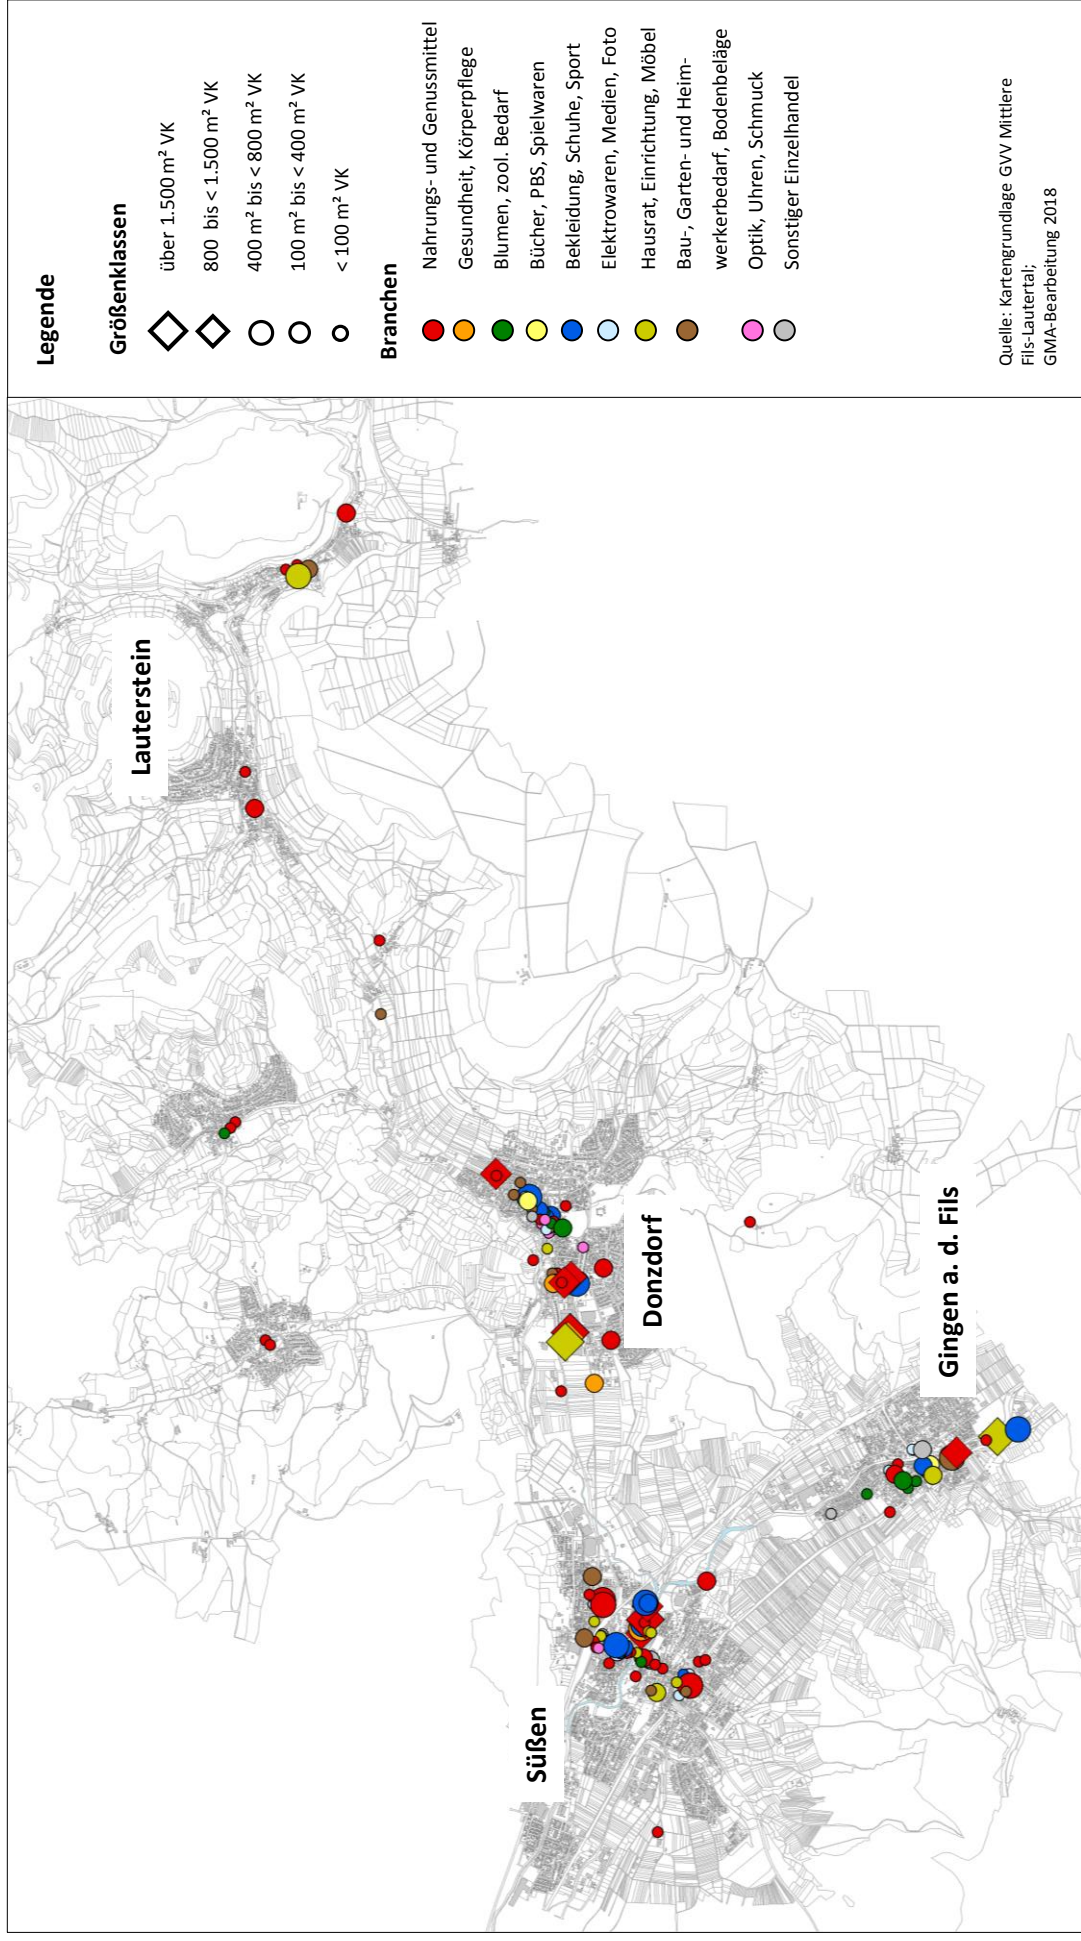 Legende
Größenklassen
über 1.500 m² VK
800 bis < 1.500 m² VK
400 m² bis < 800 m² VK
100 m² bis < 400 m² VK
< 100 m² VK
Branchen
Nahrungs- und Genussmittel
Gesundheit, Körperpflege
Blumen, zool. Bedarf
Bücher, PBS, Spielwaren
Bekleidung, Schuhe, Sport
Elektrowaren, Medien, Foto
Hausrat, Einrichtung, Möbel
Bau-, Garten- und Heim-
werkerbedarf, Bodenbeläge
Optik, Uhren, Schmuck
Sonstiger Einzelhandel
Quelle: Kartengrundlage GVV Mittlere
Fils-Lautertal;
GMA-Bearbeitung 2018
Lauterstein
Donzdorf
Gingen a. d. Fils
Süßen